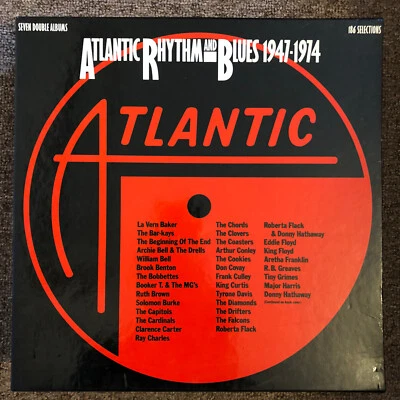 SEVEN DOUBLE ALBUMS
186 SELECTIONS
ATLANTIC RHYTHM AND BLUES 1947-1974
ATLANTIC
La Vern Baker
The Bar-kays
The Beginning Of The End
Archie Bell & The Drells
William Bell
Brook Benton
The Bobbettes
Booker T. & The MG's
Ruth Brown
Solomon Burke
The Capitols
The Cardinals
Clarence Carter
Ray Charles
The Chords
The Clovers
The Coasters
Arthur Conley
The Cookies
Don Covay
Frank Culley
King Curtis
Tyrone Davis
The Diamonds
The Drifters
The Falcons
Roberta Flack
Roberta Flack
& Donny Hathaway
Eddie Floyd
King Floyd
Aretha Franklin
R.B. Greaves
Tiny Grimes
Major Harris
Donny Hathaway